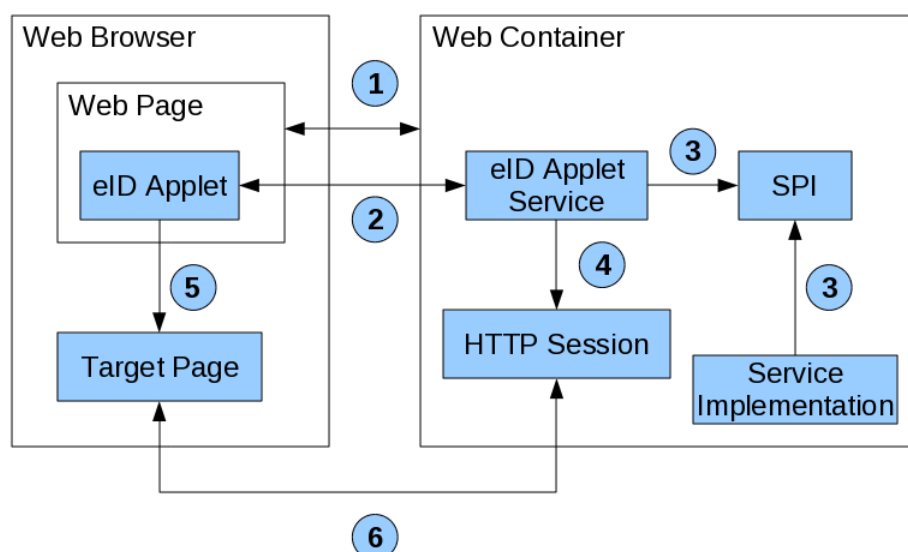 Web Browser
Web Container
1
Web Page
eID Applet
2
eID Applet
Service
3
SPI
5
4
3
Target Page
HTTP Session
Service
Implementation
6